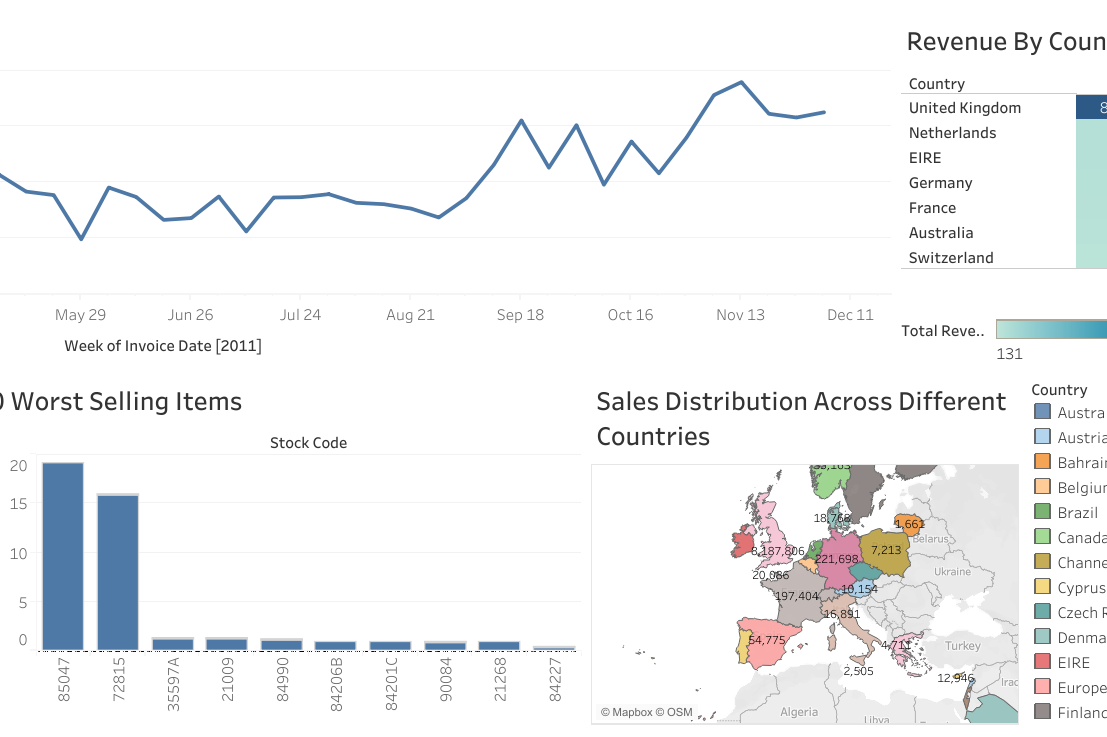 Revenue By Coun
Country
United Kingdom
8
Netherlands
EIRE
Germany
France
Australia
Switzerland
May 29
Jun 26
Jul 24
Aug 21
Sep 18
Oct 16
Nov 13
Dec 11
Week of Invoice Date [2011]
Total Reve..
131
0 Worst Selling Items
Stock Code
20
15
10
5
0
85047
72815
35597A
21009
84990
84206B
84201C
90084
21268
84227
Sales Distribution Across Different
Countries
18,768
1,661
Belarus
8,187,806
221,698
7,213
20,086
Ukraine
197,404
10,154
16,891
54,775
4,711
Turkey
2,505
12,946
Irac
Algeria
Libya
© Mapbox © OSM
Country
Austra
Austria
Bahrain
Belgium
Brazil
Canada
Channe
Cyprus
Czech R
Denma
EIRE
Europe
Finland